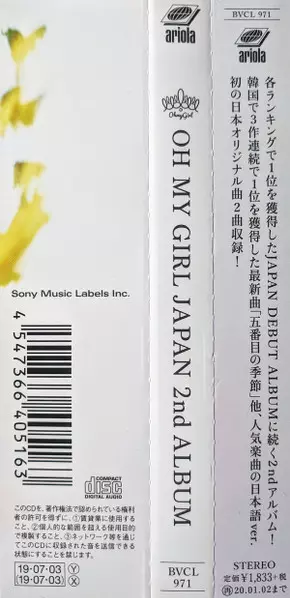 Sony Music Labels Inc.
4 547366 405163
COMPACT
disc
DIGITAL AUDIO
このCDを、著作権法で認められている権利
者の許可を得ずに、①賃貸業に使用するこ
と、②個人的な範囲を超える使用目的
で複製すること、③ネットワーク等を通じ
てこのCDに収録された音を送信できる
状態にすることを禁じます。
19・07・03 Ⓨ
(19・07・03) Ⓧ
ariola
OhmyGirl
OH MY GIRL JAPAN 2nd ALBUM
BVCL
971
BVCL 971
ariola
各ランキングで1位を獲得したJAPAN DEBUT ALBUMに続く2ndアルバム！
韓国で3作連続で1位を獲得した最新曲「五番目の季節」他、人気楽曲の日本語ver.
初の日本オリジナル曲2曲収録！
STEREO
定価 ¥1,833+税
20・01・02まで